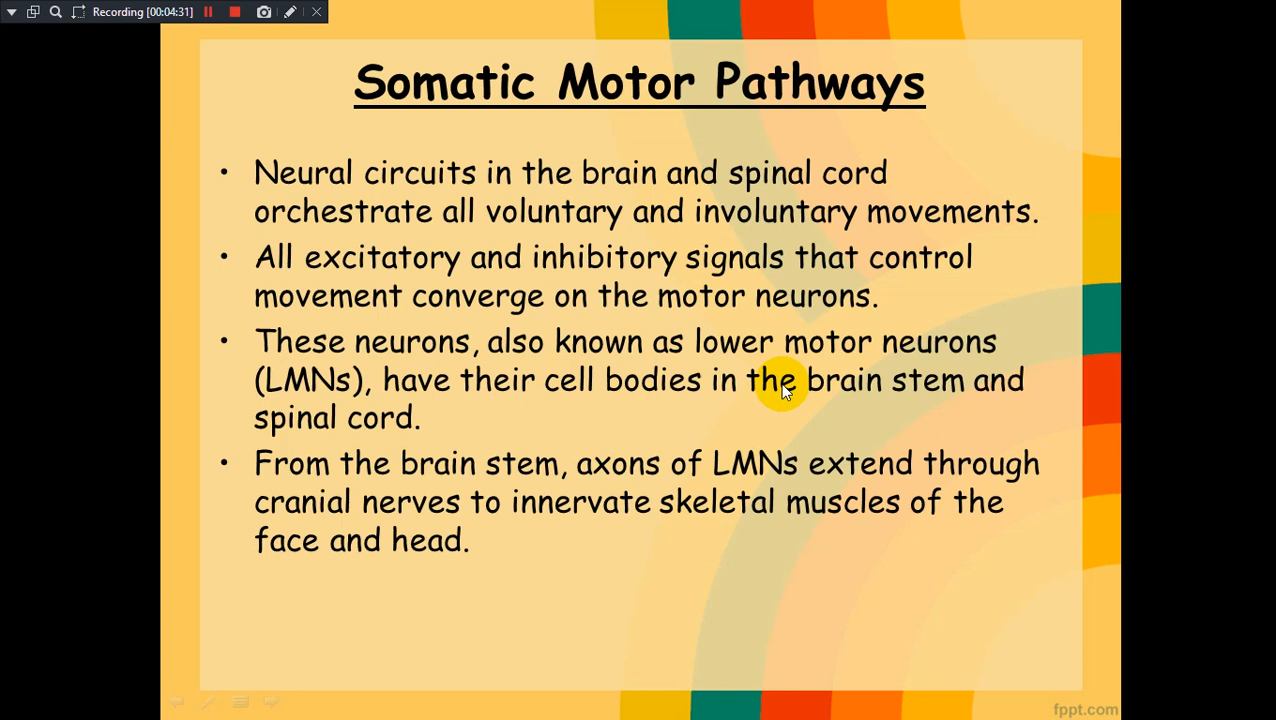 Recording [00:04:31]
Somatic Motor Pathways
• Neural circuits in the brain and spinal cord
orchestrate all voluntary and involuntary movements.
• All excitatory and inhibitory signals that control
movement converge on the motor neurons.
• These neurons, also known as lower motor neurons
(LMNs), have their cell bodies in the brain stem and
spinal cord.
• From the brain stem, axons of LMNs extend through
cranial nerves to innervate skeletal muscles of the
face and head.
fppt.com